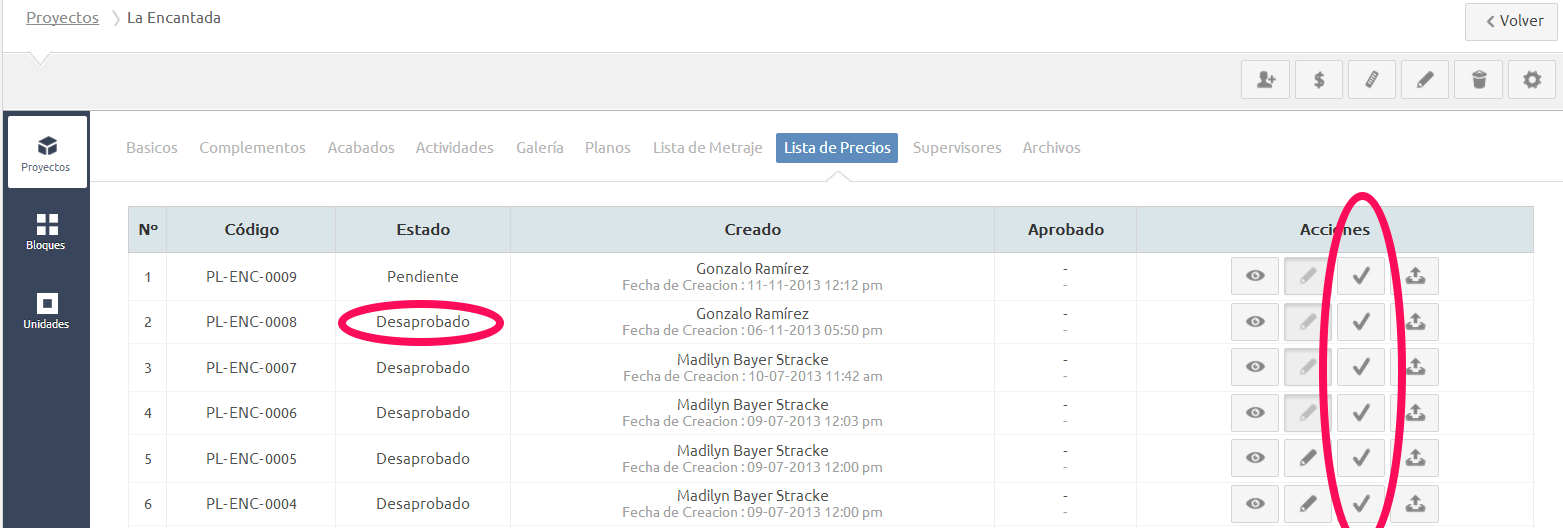 Proyectos La Encantada
Volver
$
Proyectos
Bloques
Unidades
Basicos Complementos Acabados Actividades Galería Planos Lista de Metraje Lista de Precios Supervisores Archivos
Nº Código Estado Creado Aprobado Acciones
1 PL-ENC-0009 Pendiente Gonzalo Ramírez -
Fecha de Creacion : 11-11-2013 12:12 pm -
2 PL-ENC-0008 Desaprobado Gonzalo Ramírez -
Fecha de Creacion : 06-11-2013 05:50 pm -
3 PL-ENC-0007 Desaprobado Madilyn Bayer Stracke -
Fecha de Creacion : 10-07-2013 11:42 am -
4 PL-ENC-0006 Desaprobado Madilyn Bayer Stracke -
Fecha de Creacion : 09-07-2013 12:03 pm -
5 PL-ENC-0005 Desaprobado Madilyn Bayer Stracke -
Fecha de Creacion : 09-07-2013 12:00 pm -
6 PL-ENC-0004 Desaprobado Madilyn Bayer Stracke -
Fecha de Creacion : 09-07-2013 12:00 pm -